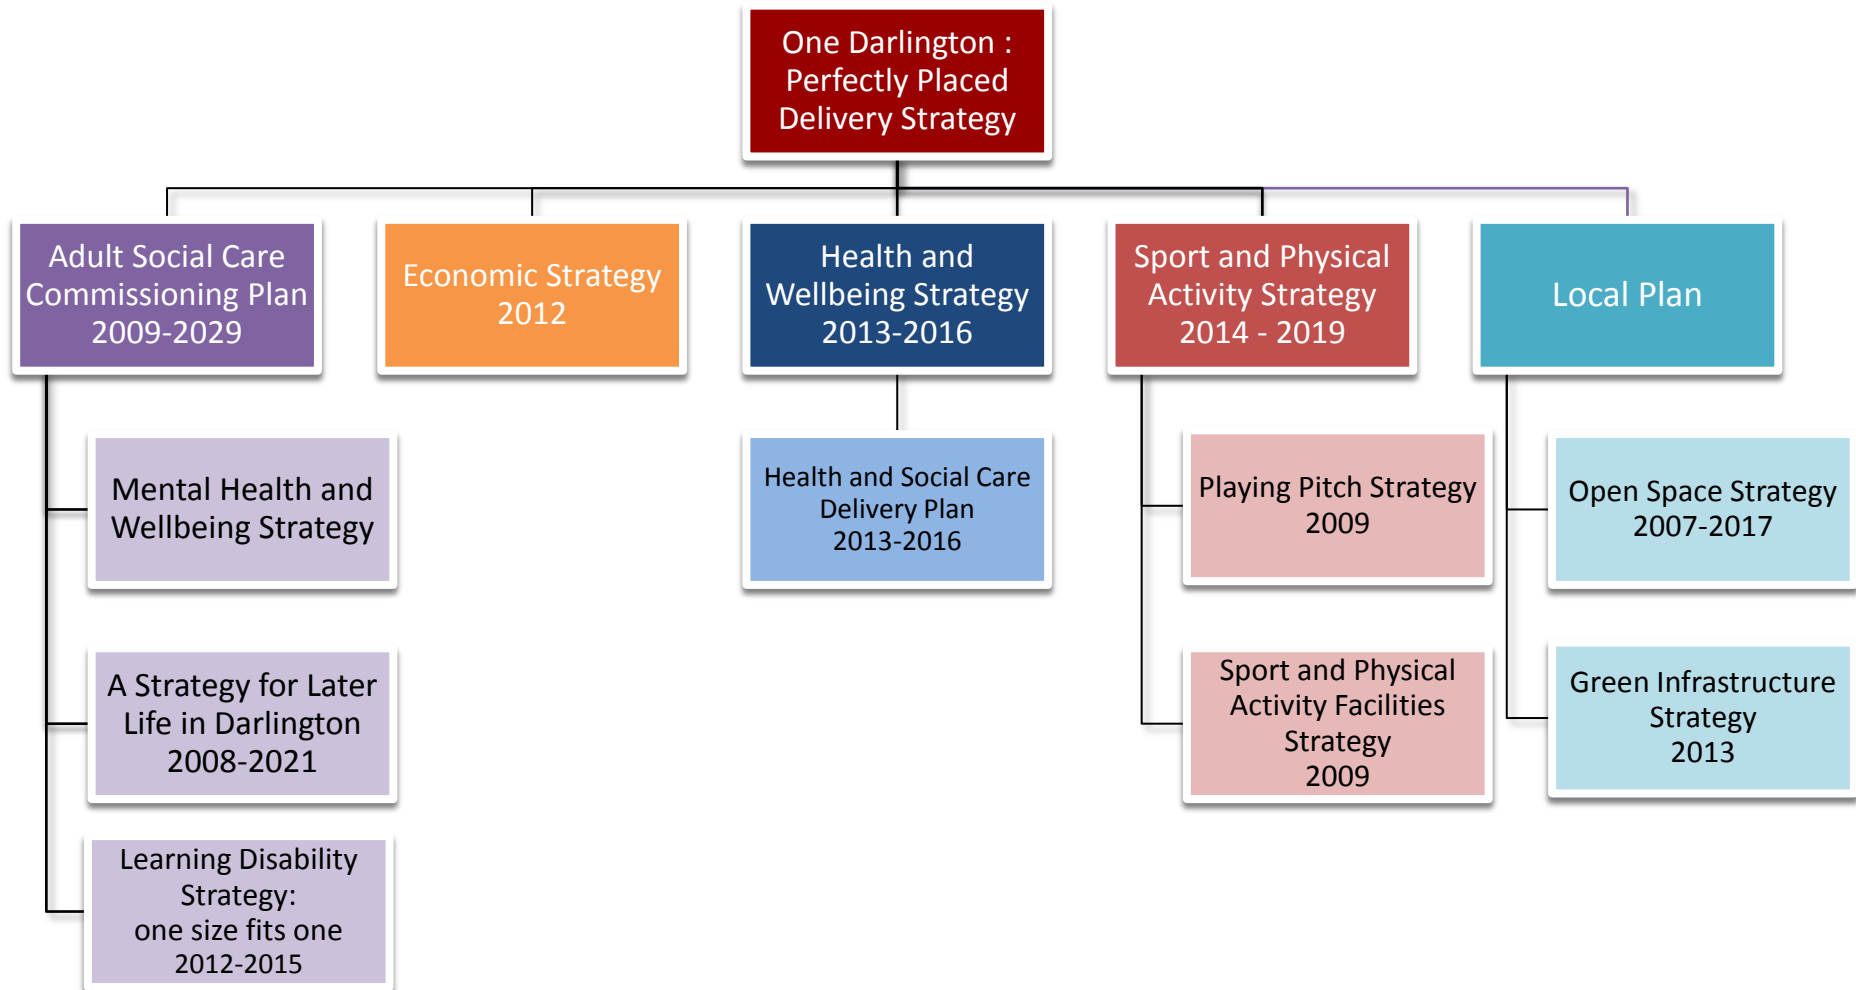 One Darlington :
Perfectly Placed
Delivery Strategy
Adult Social Care
Commissioning Plan
2009-2029
Economic Strategy
2012
Health and
Wellbeing Strategy
2013-2016
Sport and Physical
Activity Strategy
2014 - 2019
Local Plan
Mental Health and
Wellbeing Strategy
A Strategy for Later
Life in Darlington
2008-2021
Learning Disability
Strategy:
one size fits one
2012-2015
Health and Social Care
Delivery Plan
2013-2016
Playing Pitch Strategy
2009
Sport and Physical
Activity Facilities
Strategy
2009
Open Space Strategy
2007-2017
Green Infrastructure
Strategy
2013